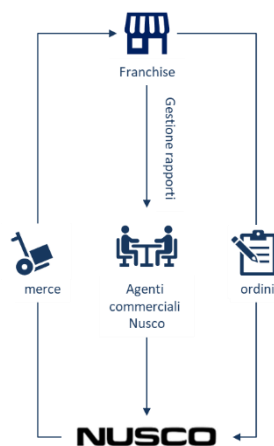 Franchise
Gestione rapporti
merce
Agenti
commerciali
Nusco
ordini
NUSCO